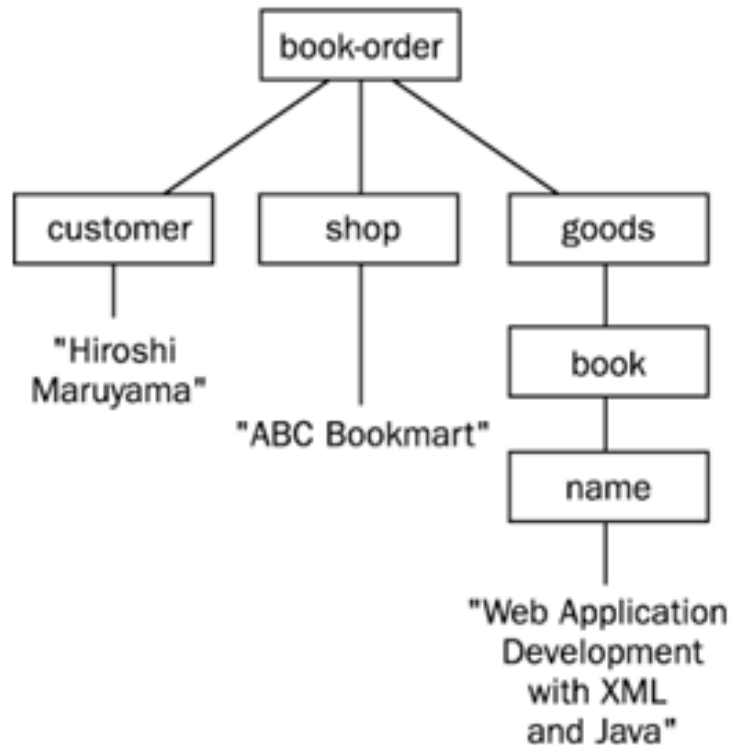 book-order
customer
shop
goods
"Hiroshi
Maruyama"
book
"ABC Bookmart"
name
"Web Application
Development
with XML
and Java"